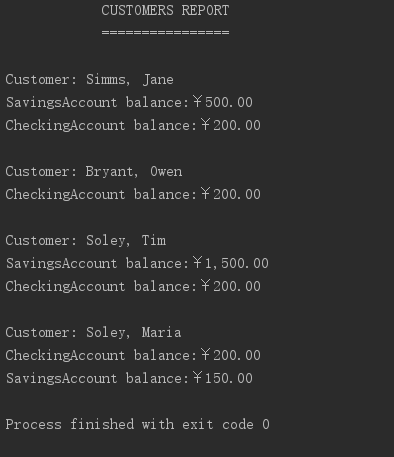 CUSTOMERS REPORT
================
Customer: Simms, Jane
SavingsAccount balance:￥500.00
CheckingAccount balance:￥200.00
Customer: Bryant, Owen
CheckingAccount balance:￥200.00
Customer: Soley, Tim
SavingsAccount balance:￥1,500.00
CheckingAccount balance:￥200.00
Customer: Soley, Maria
CheckingAccount balance:￥200.00
SavingsAccount balance:￥150.00
Process finished with exit code 0